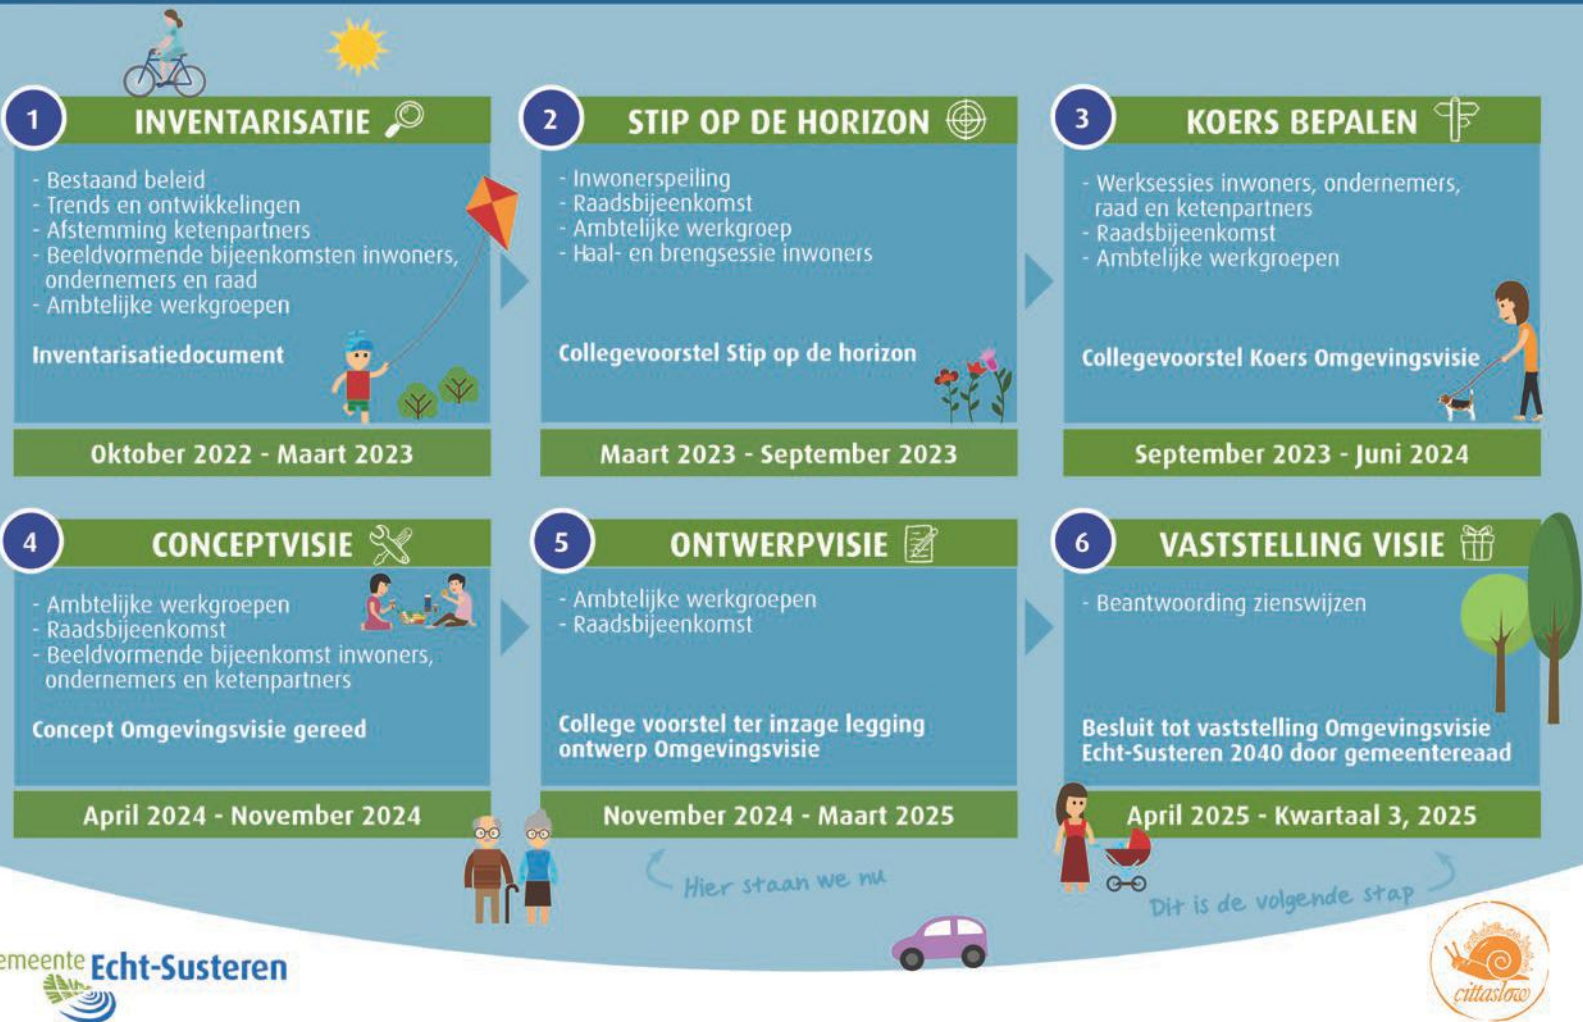 1 INVENTARISATIE
- Bestaand beleid
- Trends en ontwikkelingen
- Afstemming ketenpartners
- Beeldvormende bijeenkomsten inwoners,
ondernemers en raad
- Ambtelijke werkgroepen
Inventarisatiedocument
Oktober 2022 - Maart 2023
2 STIP OP DE HORIZON
- Inwonerspeiling
- Raadsbijeenkomst
- Ambtelijke werkgroep
- Haal- en brengsessie inwoners
Collegevoorstel Stip op de horizon
Maart 2023 - September 2023
3 KOERS BEPALEN
- Werksessies inwoners, ondernemers,
raad en ketenpartners
- Raadsbijeenkomst
- Ambtelijke werkgroepen
Collegevoorstel Koers Omgevingsvisie
September 2023 - Juni 2024
4 CONCEPTVISIE
- Ambtelijke werkgroepen
- Raadsbijeenkomst
- Beeldvormende bijeenkomst inwoners,
ondernemers en ketenpartners
Concept Omgevingsvisie gereed
April 2024 - November 2024
5 ONTWERPVISIE
- Ambtelijke werkgroepen
- Raadsbijeenkomst
College voorstel ter inzage legging
ontwerp Omgevingsvisie
November 2024 - Maart 2025
6 VASTSTELLING VISIE
- Beantwoording zienswijzen
Besluit tot vaststelling Omgevingsvisie
Echt-Susteren 2040 door gemeentereaad
April 2025 - Kwartaal 3, 2025
Hier staan we nu
Dit is de volgende stap
emeente Echt-Susteren
cittaslow